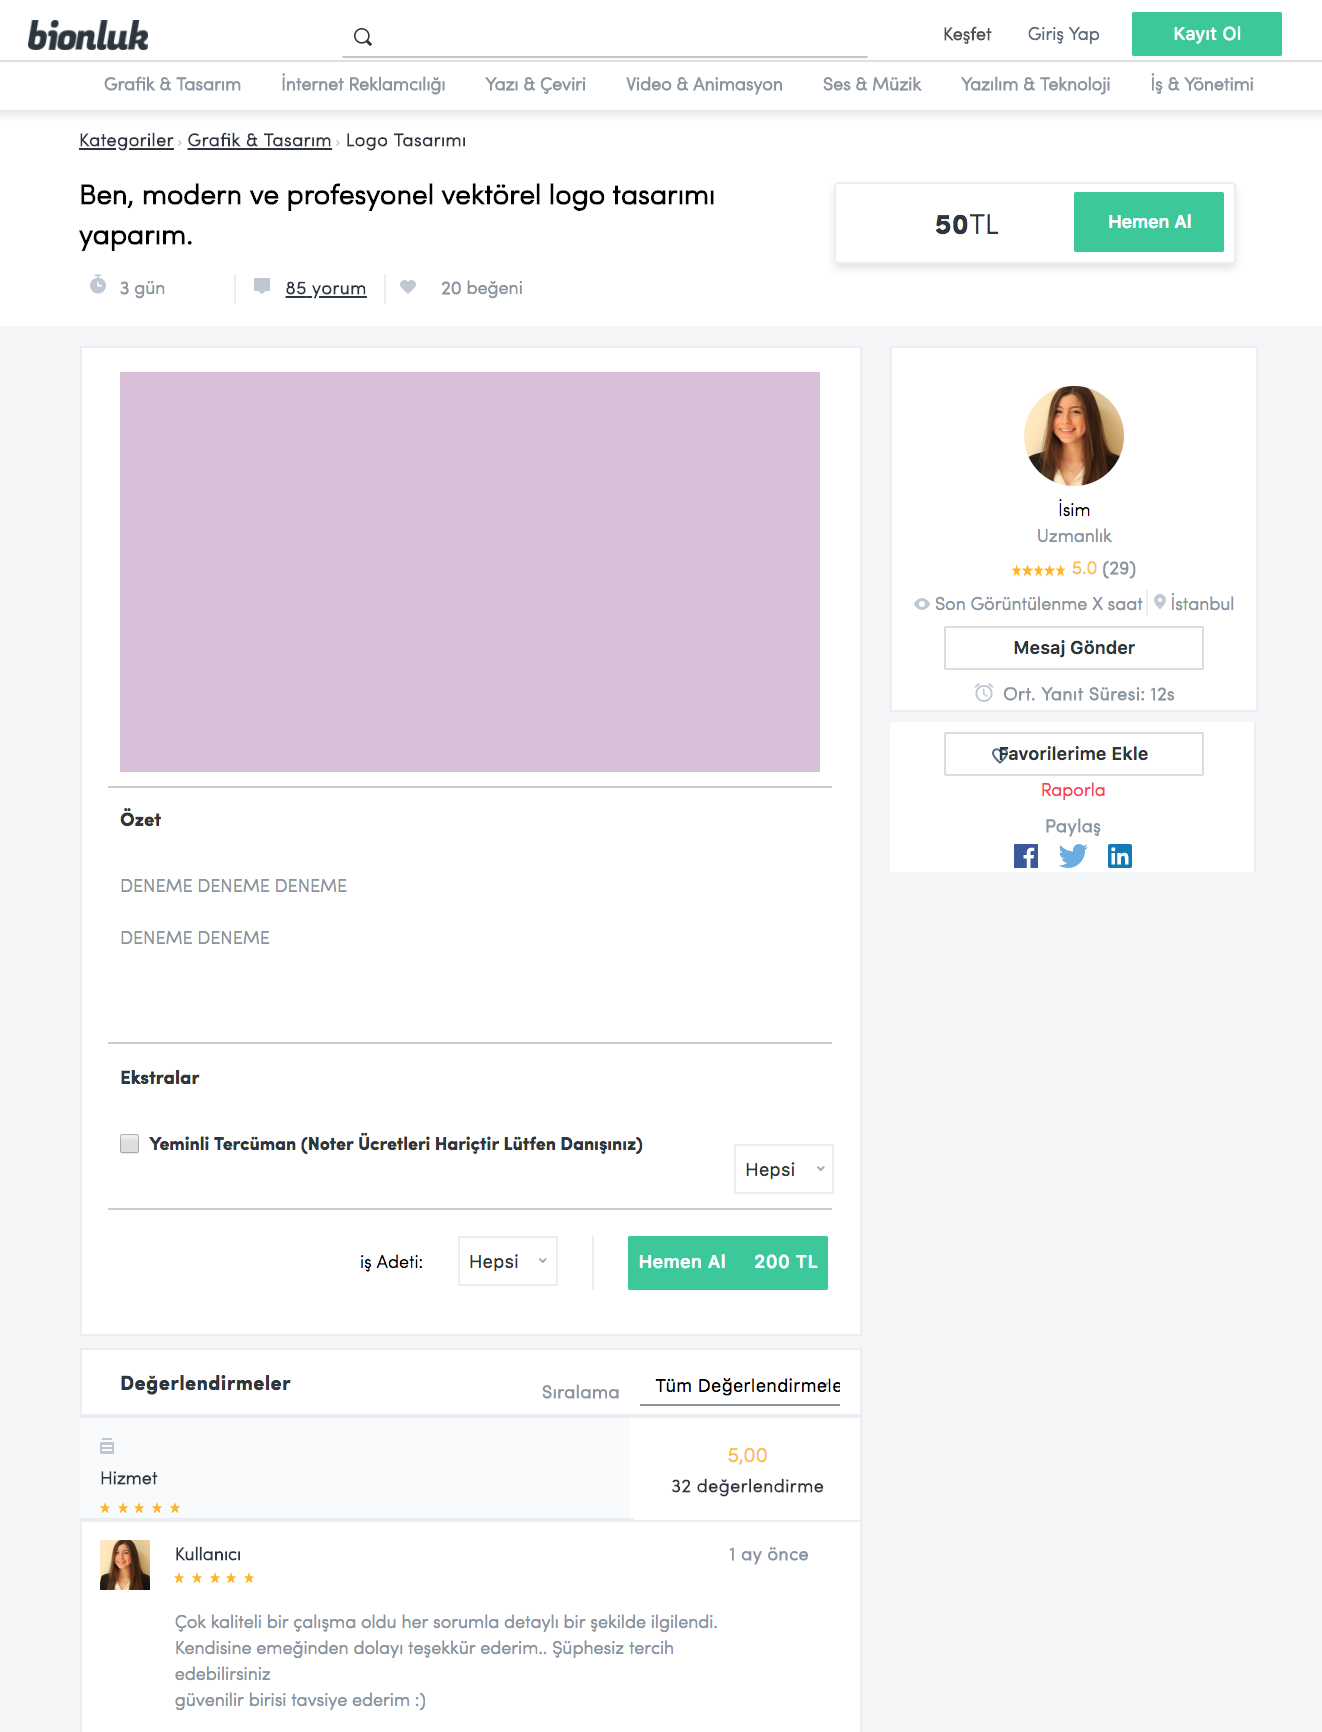 bionluk
Keşfet
Giriş Yap
Kayıt Ol
Grafik & Tasarım
İnternet Reklamcılığı
Yazı & Çeviri
Video & Animasyon
Ses & Müzik
Yazılım & Teknoloji
İş & Yönetimi
Kategoriler › Grafik & Tasarım › Logo Tasarımı
Ben, modern ve profesyonel vektörel logo tasarımı
yaparım.
50TL
Hemen Al
3 gün
85 yorum
20 beğeni
İsim
Uzmanlık
5.0 (29)
Son Görüntülenme X saat
İstanbul
Mesaj Gönder
Ort. Yanıt Süresi: 12s
Favorilerime Ekle
Raporla
Paylaş
Özet
DENEME DENEME DENEME
DENEME DENEME
Ekstralar
Yeminli Tercüman (Noter Ücretleri Hariçtir Lütfen Danışınız)
Hepsi
iş Adeti:
Hepsi
Hemen Al 200 TL
Değerlendirmeler
Sıralama
Tüm Değerlendirmele
Hizmet
5,00
32 değerlendirme
Kullanıcı
1 ay önce
Çok kaliteli bir çalışma oldu her sorumla detaylı bir şekilde ilgilendi.
Kendisine emeğinden dolayı teşekkür ederim.. Şüphesiz tercih
edebilirsiniz
güvenilir birisi tavsiye ederim :)